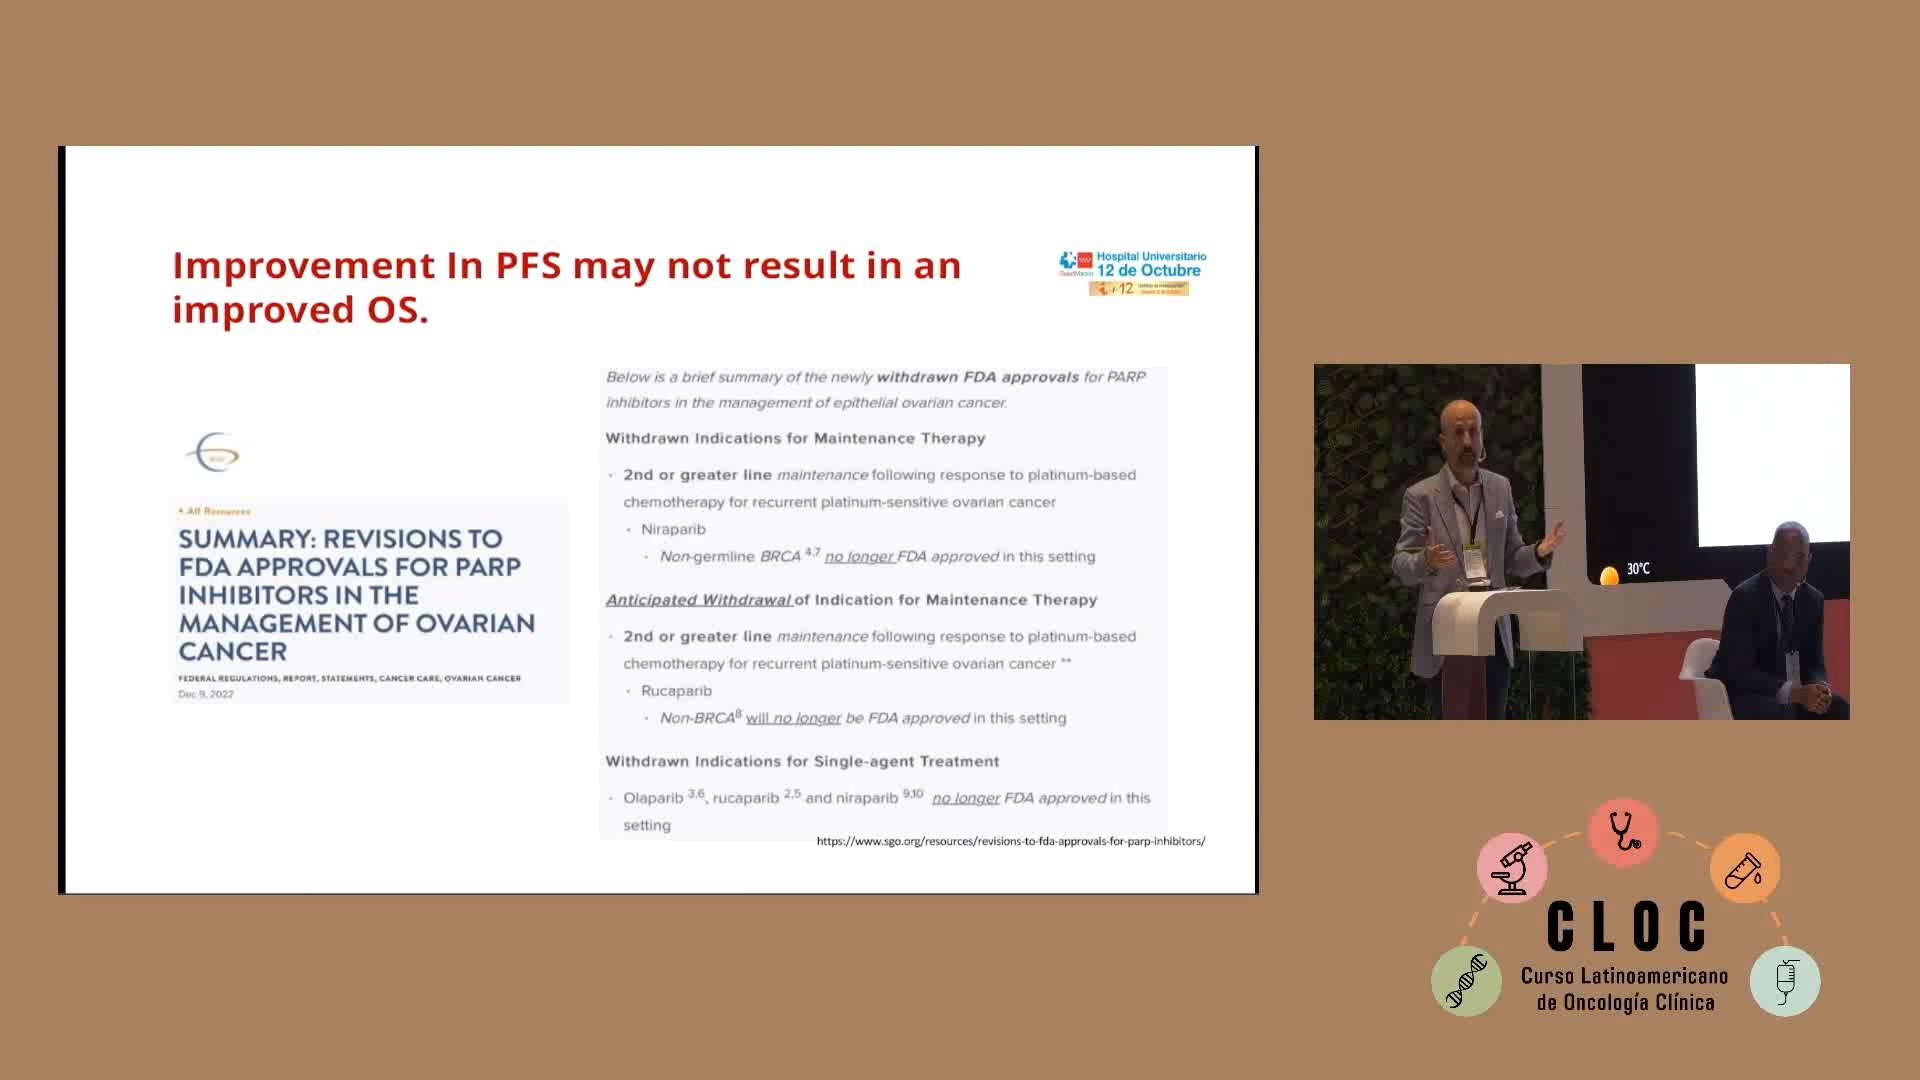 Improvement In PFS may not result in an
improved OS.
Hospital Universitario
12 de Octubre
i+12
All Resources
SUMMARY: REVISIONS TO
FDA APPROVALS FOR PARP
INHIBITORS IN THE
MANAGEMENT OF OVARIAN
CANCER
FEDERAL REGULATIONS, REPORT, STATEMENTS, CANCER CARE, OVARIAN CANCER
Dec 9, 2022
Below is a brief summary of the newly withdrawn FDA approvals for PARP
inhibitors in the management of epithelial ovarian cancer.
Withdrawn Indications for Maintenance Therapy
· 2nd or greater line maintenance following response to platinum-based
chemotherapy for recurrent platinum-sensitive ovarian cancer
· Niraparib
· Non-germline BRCA 4,7 no longer FDA approved in this setting
Anticipated Withdrawal of Indication for Maintenance Therapy
· 2nd or greater line maintenance following response to platinum-based
chemotherapy for recurrent platinum-sensitive ovarian cancer **
· Rucaparib
· Non-BRCA8 will no longer be FDA approved in this setting
Withdrawn Indications for Single-agent Treatment
· Olaparib 3,6, rucaparib 2,5 and niraparib 9,10 no longer FDA approved in this
setting
https://www.sgo.org/resources/revisions-to-fda-approvals-for-parp-inhibitors/
30°C
CLOC
Curso Latinoamericano
de Oncología Clínica